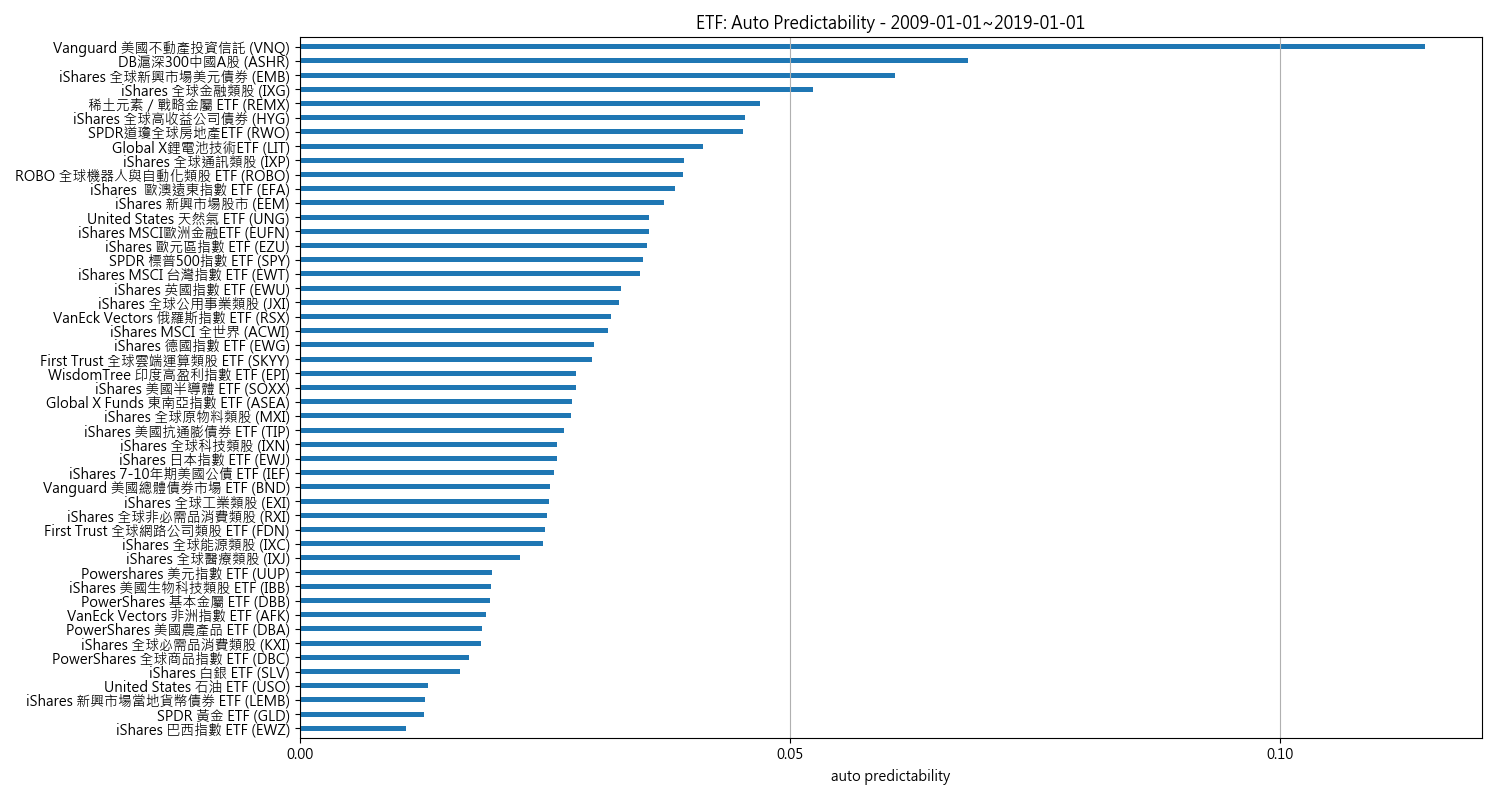 ETF: Auto Predictability - 2009-01-01~2019-01-01
Vanguard 美國不動產投資信託 (VNQ)
DB滬深300中國A股 (ASHR)
iShares 全球新興市場美元債券 (EMB)
iShares 全球金融類股 (IXG)
稀土元素 / 戰略金屬 ETF (REMX)
iShares 全球高收益公司債券 (HYG)
SPDR道瓊全球房地產ETF (RWO)
Global X鋰電池技術ETF (LIT)
iShares 全球通訊類股 (IXP)
ROBO 全球機器人與自動化類股 ETF (ROBO)
iShares  歐澳遠東指數 ETF (EFA)
iShares 新興市場股市 (EEM)
United States 天然氣 ETF (UNG)
iShares MSCI歐洲金融ETF (EUFN)
iShares 歐元區指數 ETF (EZU)
SPDR 標普500指數 ETF (SPY)
iShares MSCI 台灣指數 ETF (EWT)
iShares 英國指數 ETF (EWU)
iShares 全球公用事業類股 (JXI)
VanEck Vectors 俄羅斯指數 ETF (RSX)
iShares MSCI 全世界 (ACWI)
iShares 德國指數 ETF (EWG)
First Trust 全球雲端運算類股 ETF (SKYY)
WisdomTree 印度高盈利指數 ETF (EPI)
iShares 美國半導體 ETF (SOXX)
Global X Funds 東南亞指數 ETF (ASEA)
iShares 全球原物料類股 (MXI)
iShares 美國抗通膨債券 ETF (TIP)
iShares 全球科技類股 (IXN)
iShares 日本指數 ETF (EWJ)
iShares 7-10年期美國公債 ETF (IEF)
Vanguard 美國總體債券市場 ETF (BND)
iShares 全球工業類股 (EXI)
iShares 全球非必需品消費類股 (RXI)
First Trust 全球網路公司類股 ETF (FDN)
iShares 全球能源類股 (IXC)
iShares 全球醫療類股 (IXJ)
Powershares 美元指數 ETF (UUP)
iShares 美國生物科技類股 ETF (IBB)
PowerShares 基本金屬 ETF (DBB)
VanEck Vectors 非洲指數 ETF (AFK)
PowerShares 美國農產品 ETF (DBA)
iShares 全球必需品消費類股 (KXI)
PowerShares 全球商品指數 ETF (DBC)
iShares 白銀 ETF (SLV)
United States 石油 ETF (USO)
iShares 新興市場當地貨幣債券 ETF (LEMB)
SPDR 黃金 ETF (GLD)
iShares 巴西指數 ETF (EWZ)
0.00 0.05 0.10
auto predictability